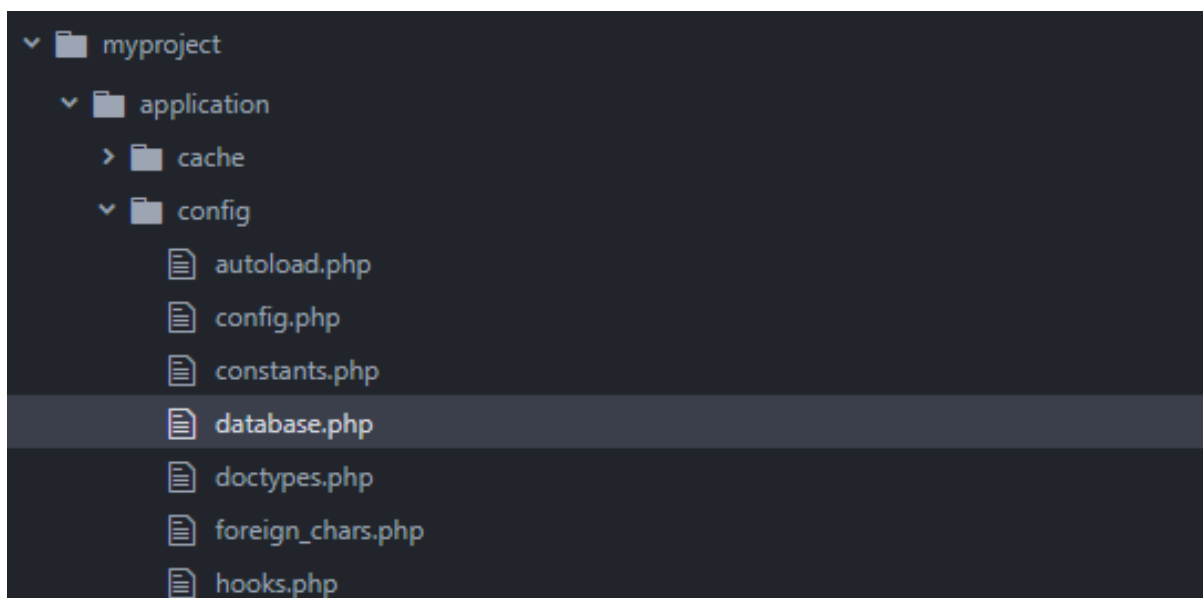 myproject
application
cache
config
autoload.php
config.php
constants.php
database.php
doctypes.php
foreign_chars.php
hooks.php